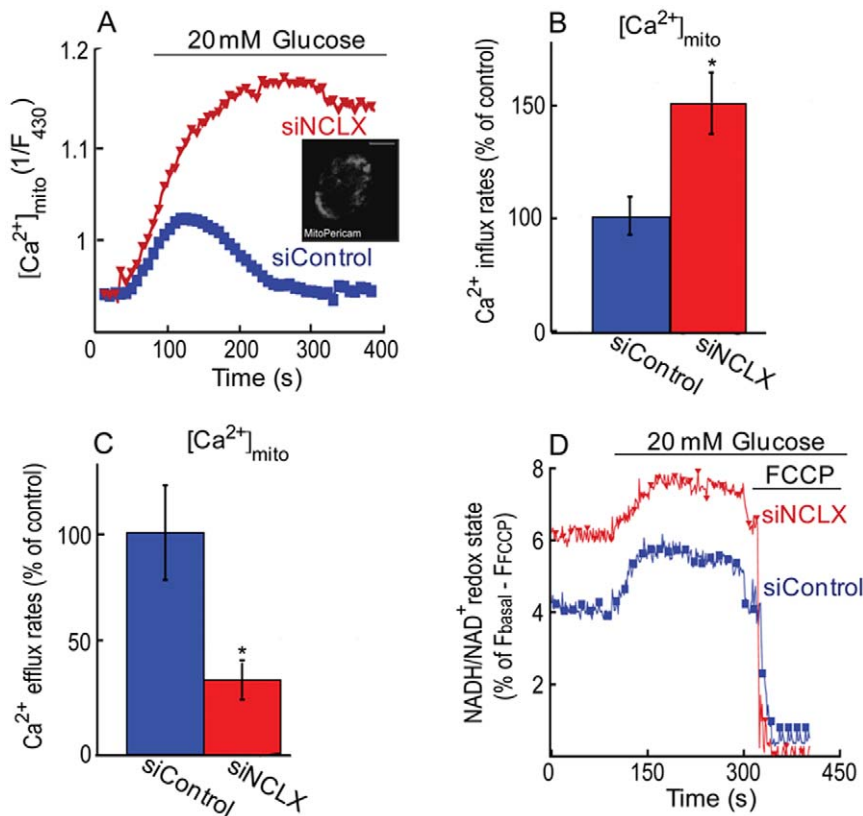 A
20 mM Glucose
[Ca²⁺]mito (1/F430)
1.2
1.1
1
siNCLX
MitoPericam
siControl
0 100 200 300 400
Time (s)
B
[Ca²⁺]mito
Ca²⁺ influx rates (% of control)
150
100
0
*
siControl
siNCLX
C
[Ca²⁺]mito
Ca²⁺ efflux rates (% of control)
100
50
0
*
siControl
siNCLX
D
20 mM Glucose
FCCP
NADH/NAD⁺ redox state
(% of Fbasal - FFCCP)
8
6
4
2
siNCLX
siControl
0 150 300 450
Time (s)